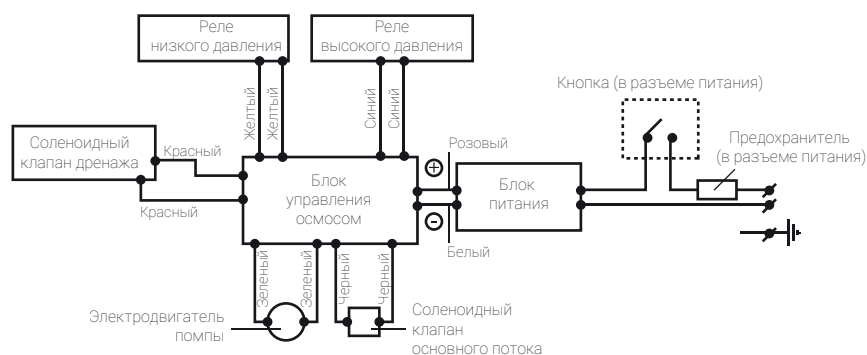 Реле
низкого давления
Реле
высокого давления
Кнопка (в разъеме питания)
Желтый
Желтый
Синий
Синий
Предохранитель
(в разъеме питания)
Соленоидный
клапан дренажа
Красный
Красный
Розовый
+
Блок
управления
осмосом
Блок
питания
-
Белый
Зеленый
Зеленый
Черный
Черный
Электродвигатель
помпы
Соленоидный
клапан
основного потока